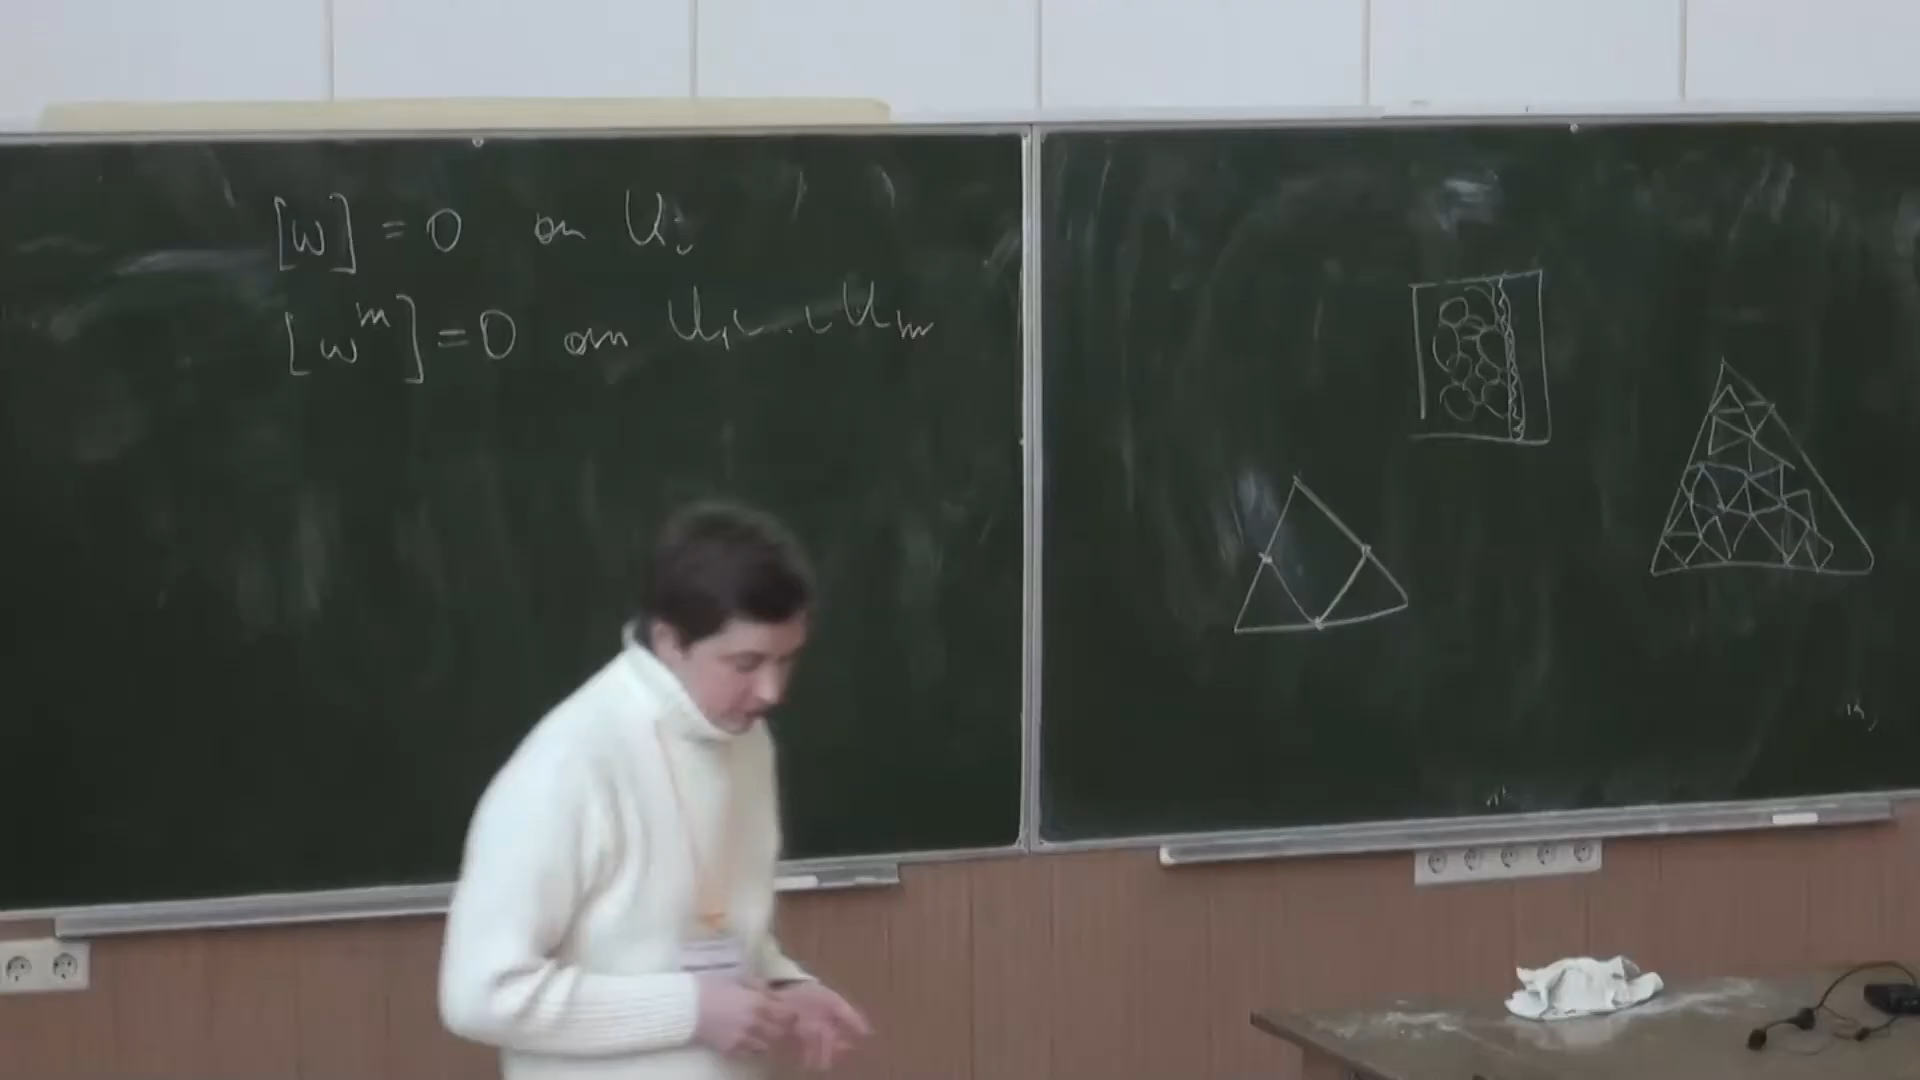 [w] = 0 on U_i
[w^m] = 0 on U_1 ∪ ... ∪ U_m